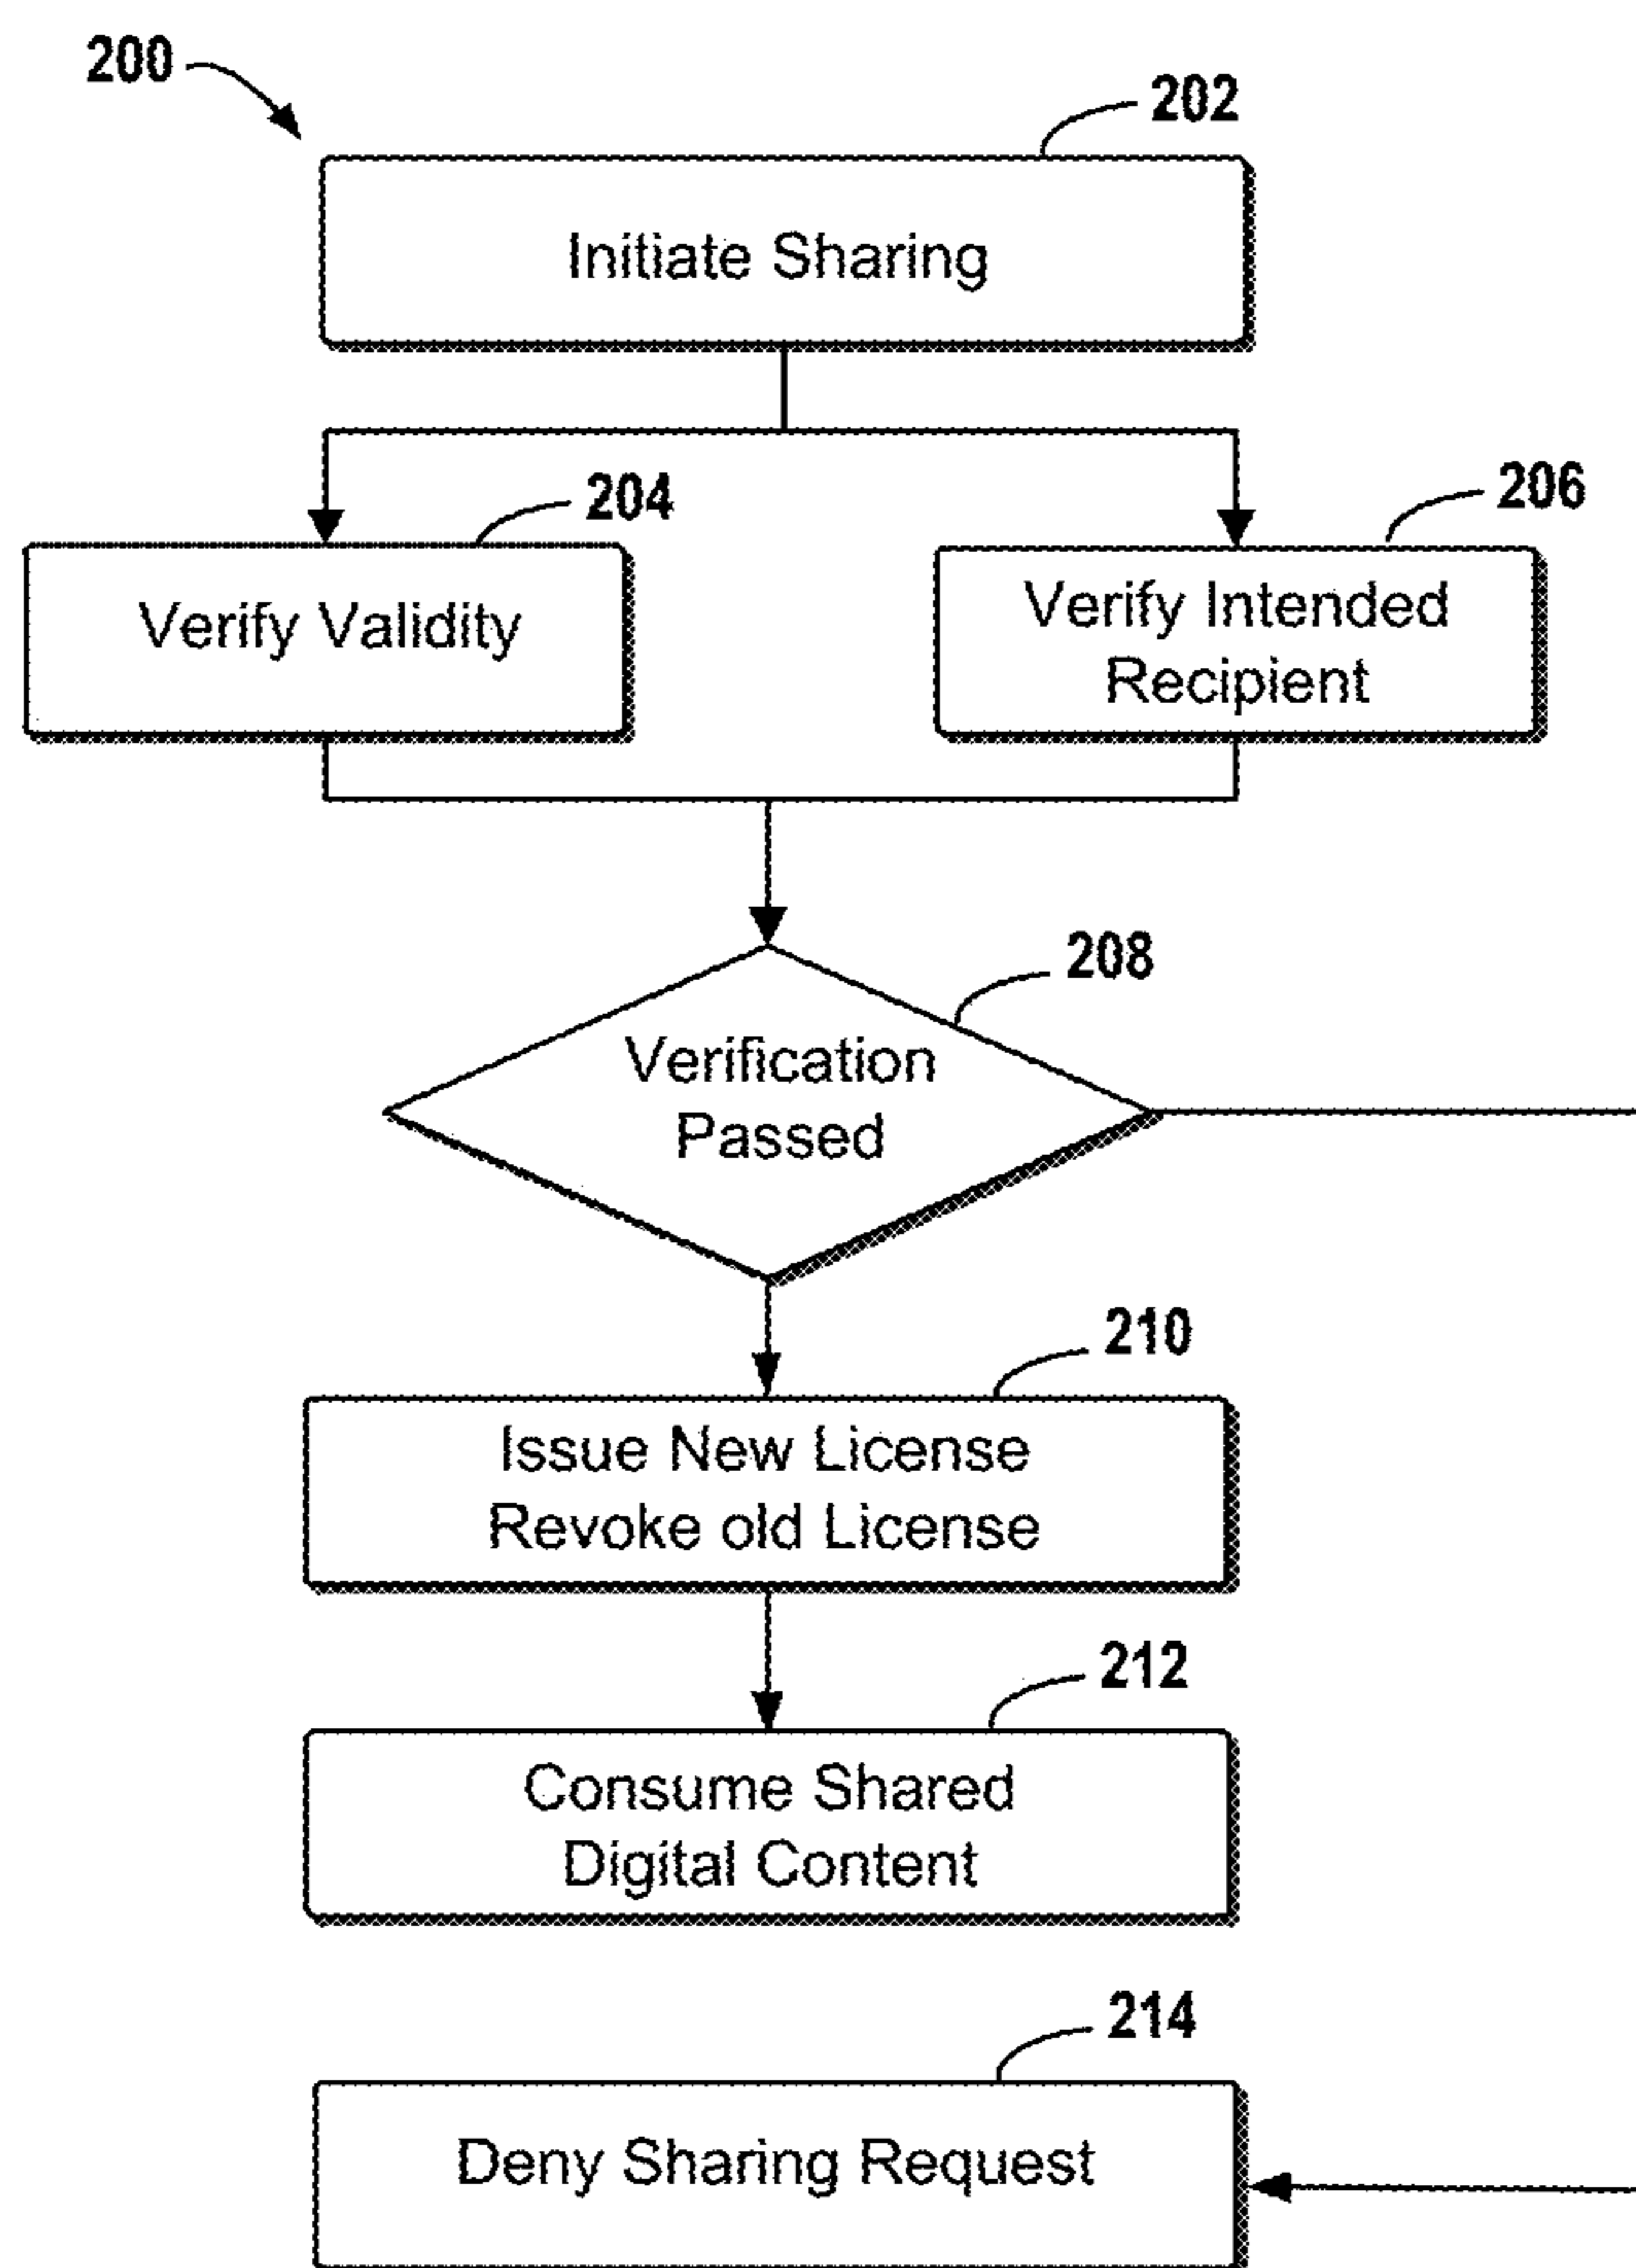 200
202
Initiate Sharing
204
206
Verify Validity
Verify Intended
Recipient
208
Verification
Passed
210
Issue New License
Revoke old License
212
Consume Shared
Digital Content
214
Deny Sharing Request